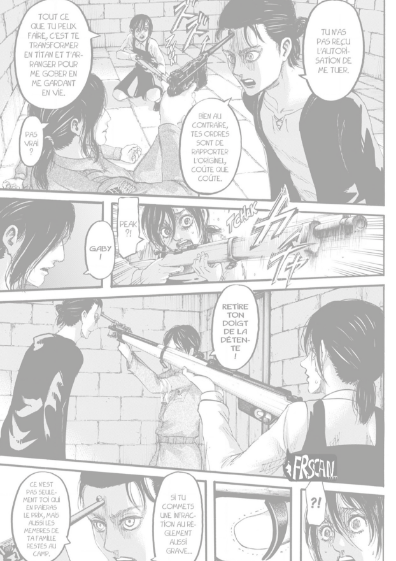 TU N'AS
PAS REÇU
L'AUTORI-
SATION
DE ME
TUER.
BIEN AU
CONTRAIRE,
TES ORDRES
SONT DE
RAPPORTER
L'ORIGINEL,
COÛTE QUE
COÛTE.
TOUT CE
QUE TU PEUX
FAIRE, C'EST TE
TRANSFORMER
EN TITAN ET T'AR-
RANGER POUR
ME GOBER EN
ME GARDANT
EN VIE.
PAS
VRAI
?
PEAK
?!
GABY
!
RETIRE
TON
DOIGT
DE LA
DÉTEN-
TE
!
FRSCAN
?!
SI TU
COMMETS
UNE INFRAC-
TION AU RÈ-
GLEMENT
AUSSI
GRAVE...
CE N'EST
PAS SEULE-
MENT TOI QUI
EN PAIERAS
LE PRIX, MAIS
AUSSI LES
MEMBRES DE
TA FAMILLE
RESTÉS AU
CAMP.